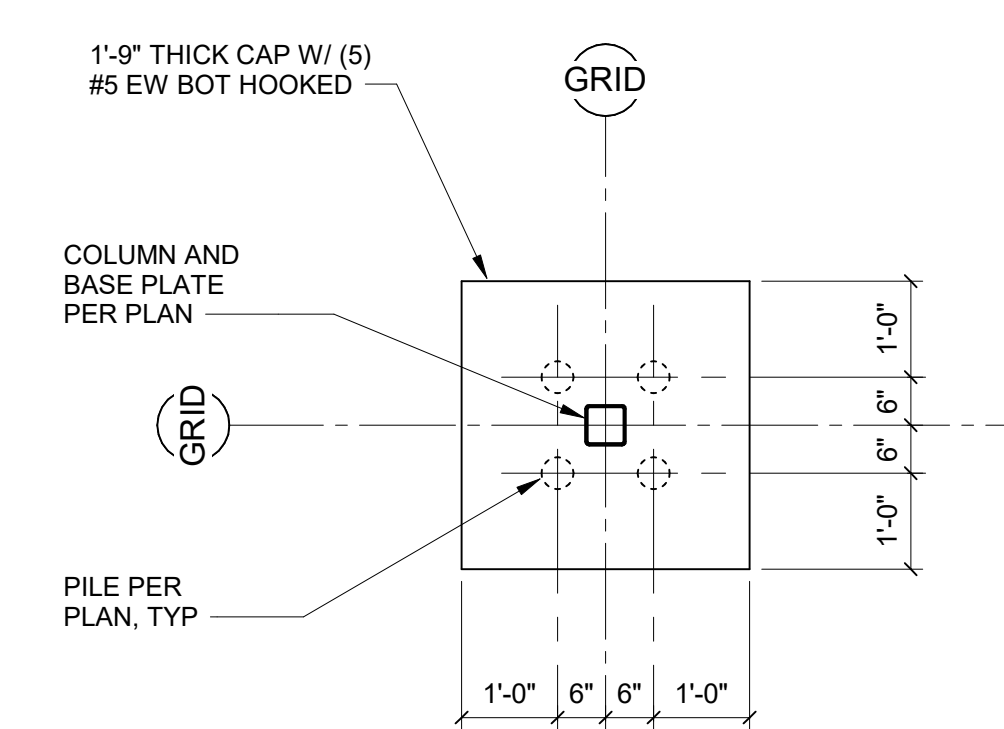 1'-9" THICK CAP W/ (5)
#5 EW BOT HOOKED
GRID
COLUMN AND
BASE PLATE
PER PLAN
GRID
PILE PER
PLAN, TYP
1'-0"
6"
6"
1'-0"
1'-0"
6"
6"
1'-0"